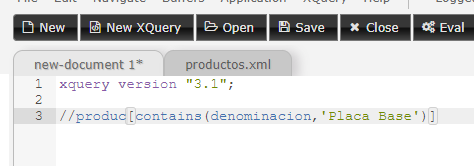 File Edit Navigate Buffers Application XQuery Help Logged
New New XQuery Open Save Close Eval
new-document 1* productos.xml
1 xquery version "3.1";
2
3 //produc[contains(denominacion,'Placa Base')]